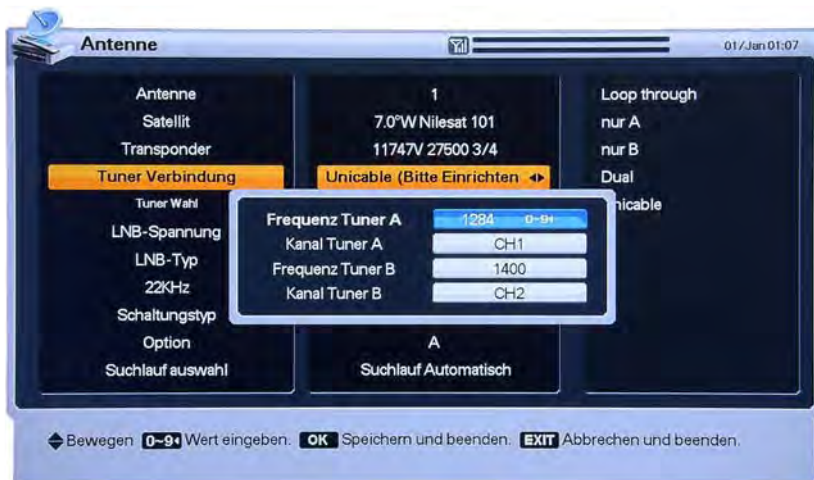 Antenne
01/Jan 01:07
Antenne 1
Satellit 7.0°W Nilesat 101
Transponder 11747V 27500 3/4
Tuner Verbindung Unicable (Bitte Einrichten
Tuner Wahl
LNB-Spannung
LNB-Typ
22KHz
Schaltungstyp
Option A
Suchlauf auswahl Suchlauf Automatisch
Loop through
nur A
nur B
Dual
nicable
Frequenz Tuner A 1284 0~9
Kanal Tuner A CH1
Frequenz Tuner B 1400
Kanal Tuner B CH2
Bewegen 0~9 Wert eingeben. OK Speichern und beenden. EXIT Abbrechen und beenden.